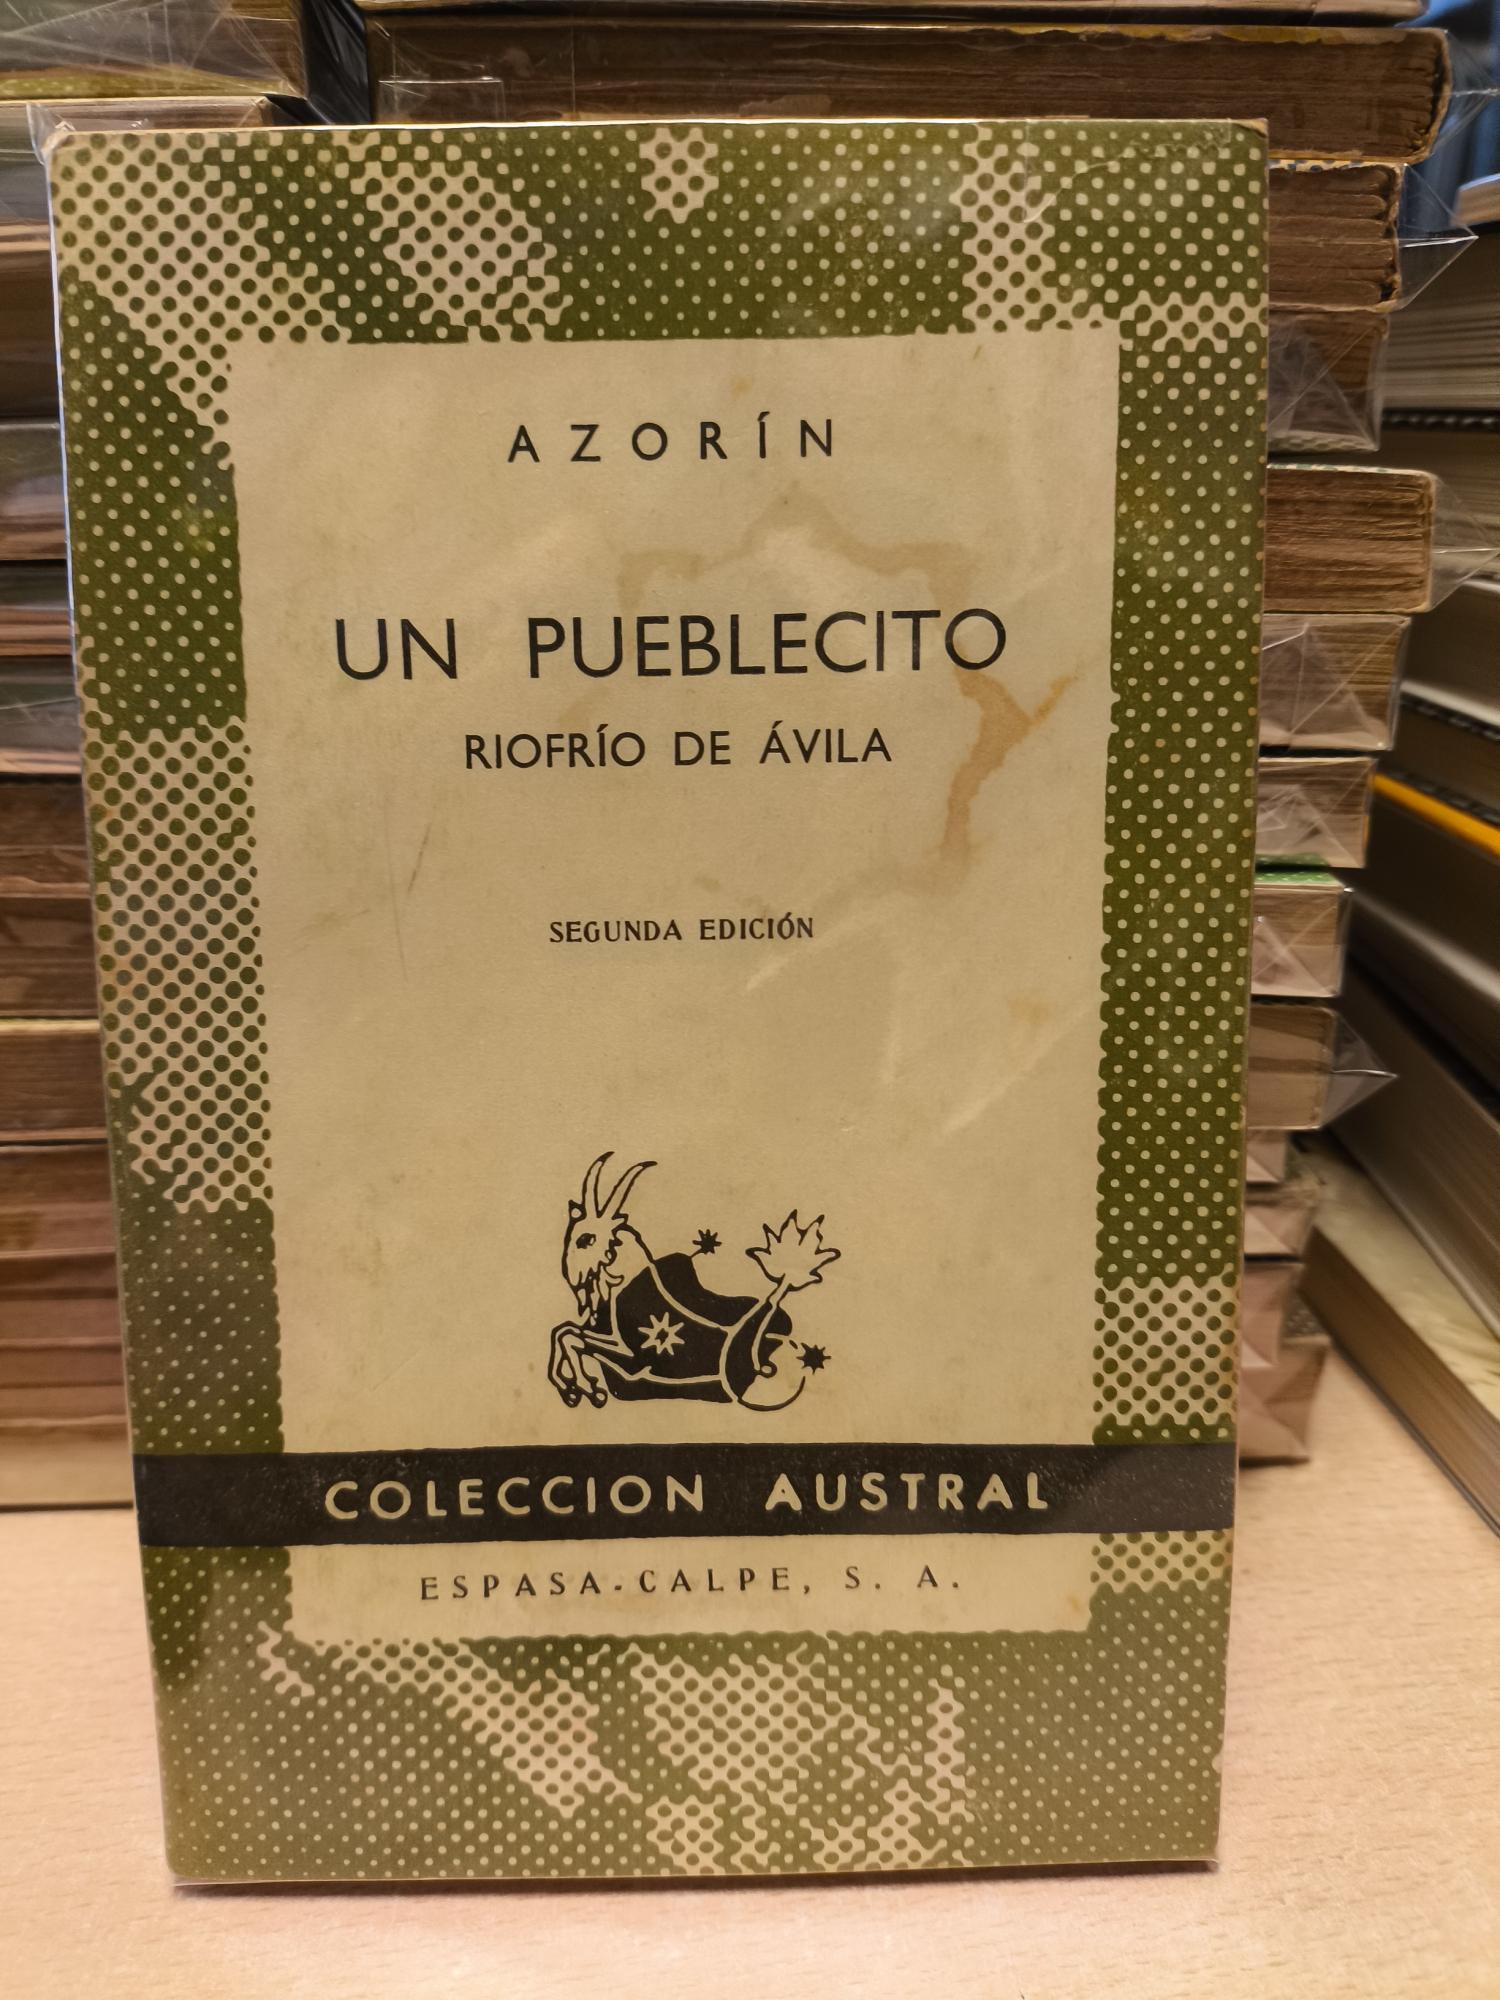 AZORÍN
UN PUEBLECITO
RIOFRÍO DE ÁVILA
SEGUNDA EDICIÓN
COLECCION AUSTRAL
ESPASA-CALPE, S. A.